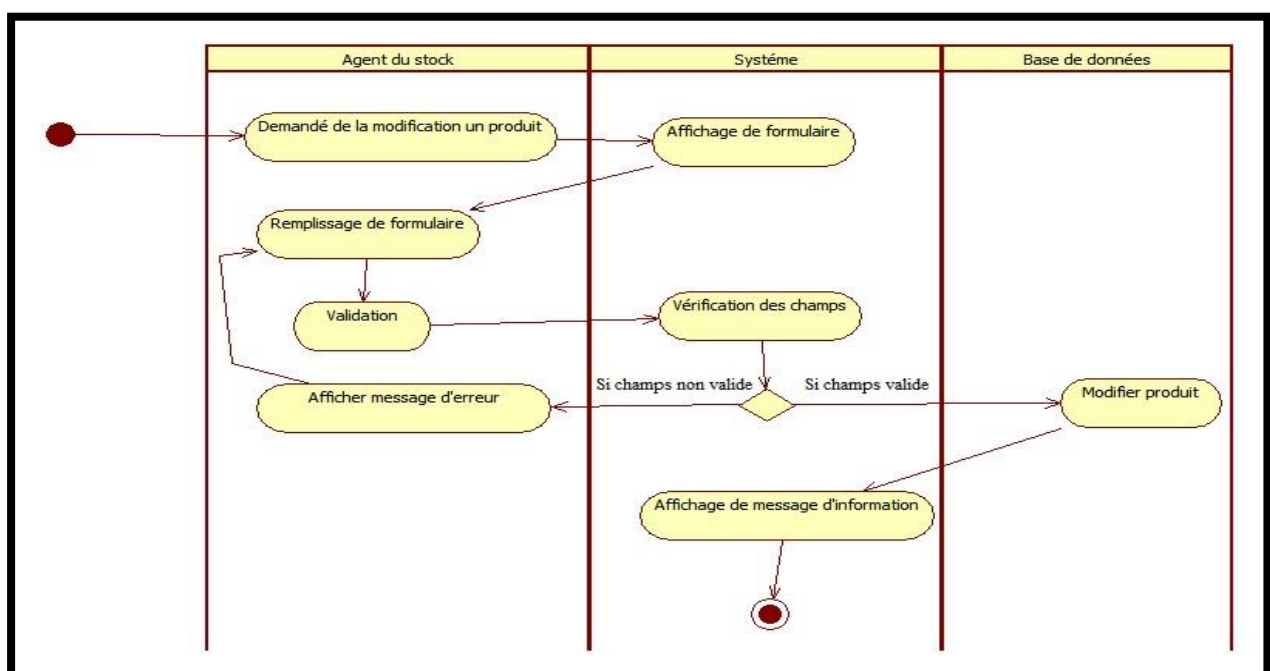 Agent du stock
Systéme
Base de données
Demandé de la modification un produit
Affichage de formulaire
Remplissage de formulaire
Validation
Vérification des champs
Si champs non valide
Si champs valide
Afficher message d'erreur
Modifier produit
Affichage de message d'information